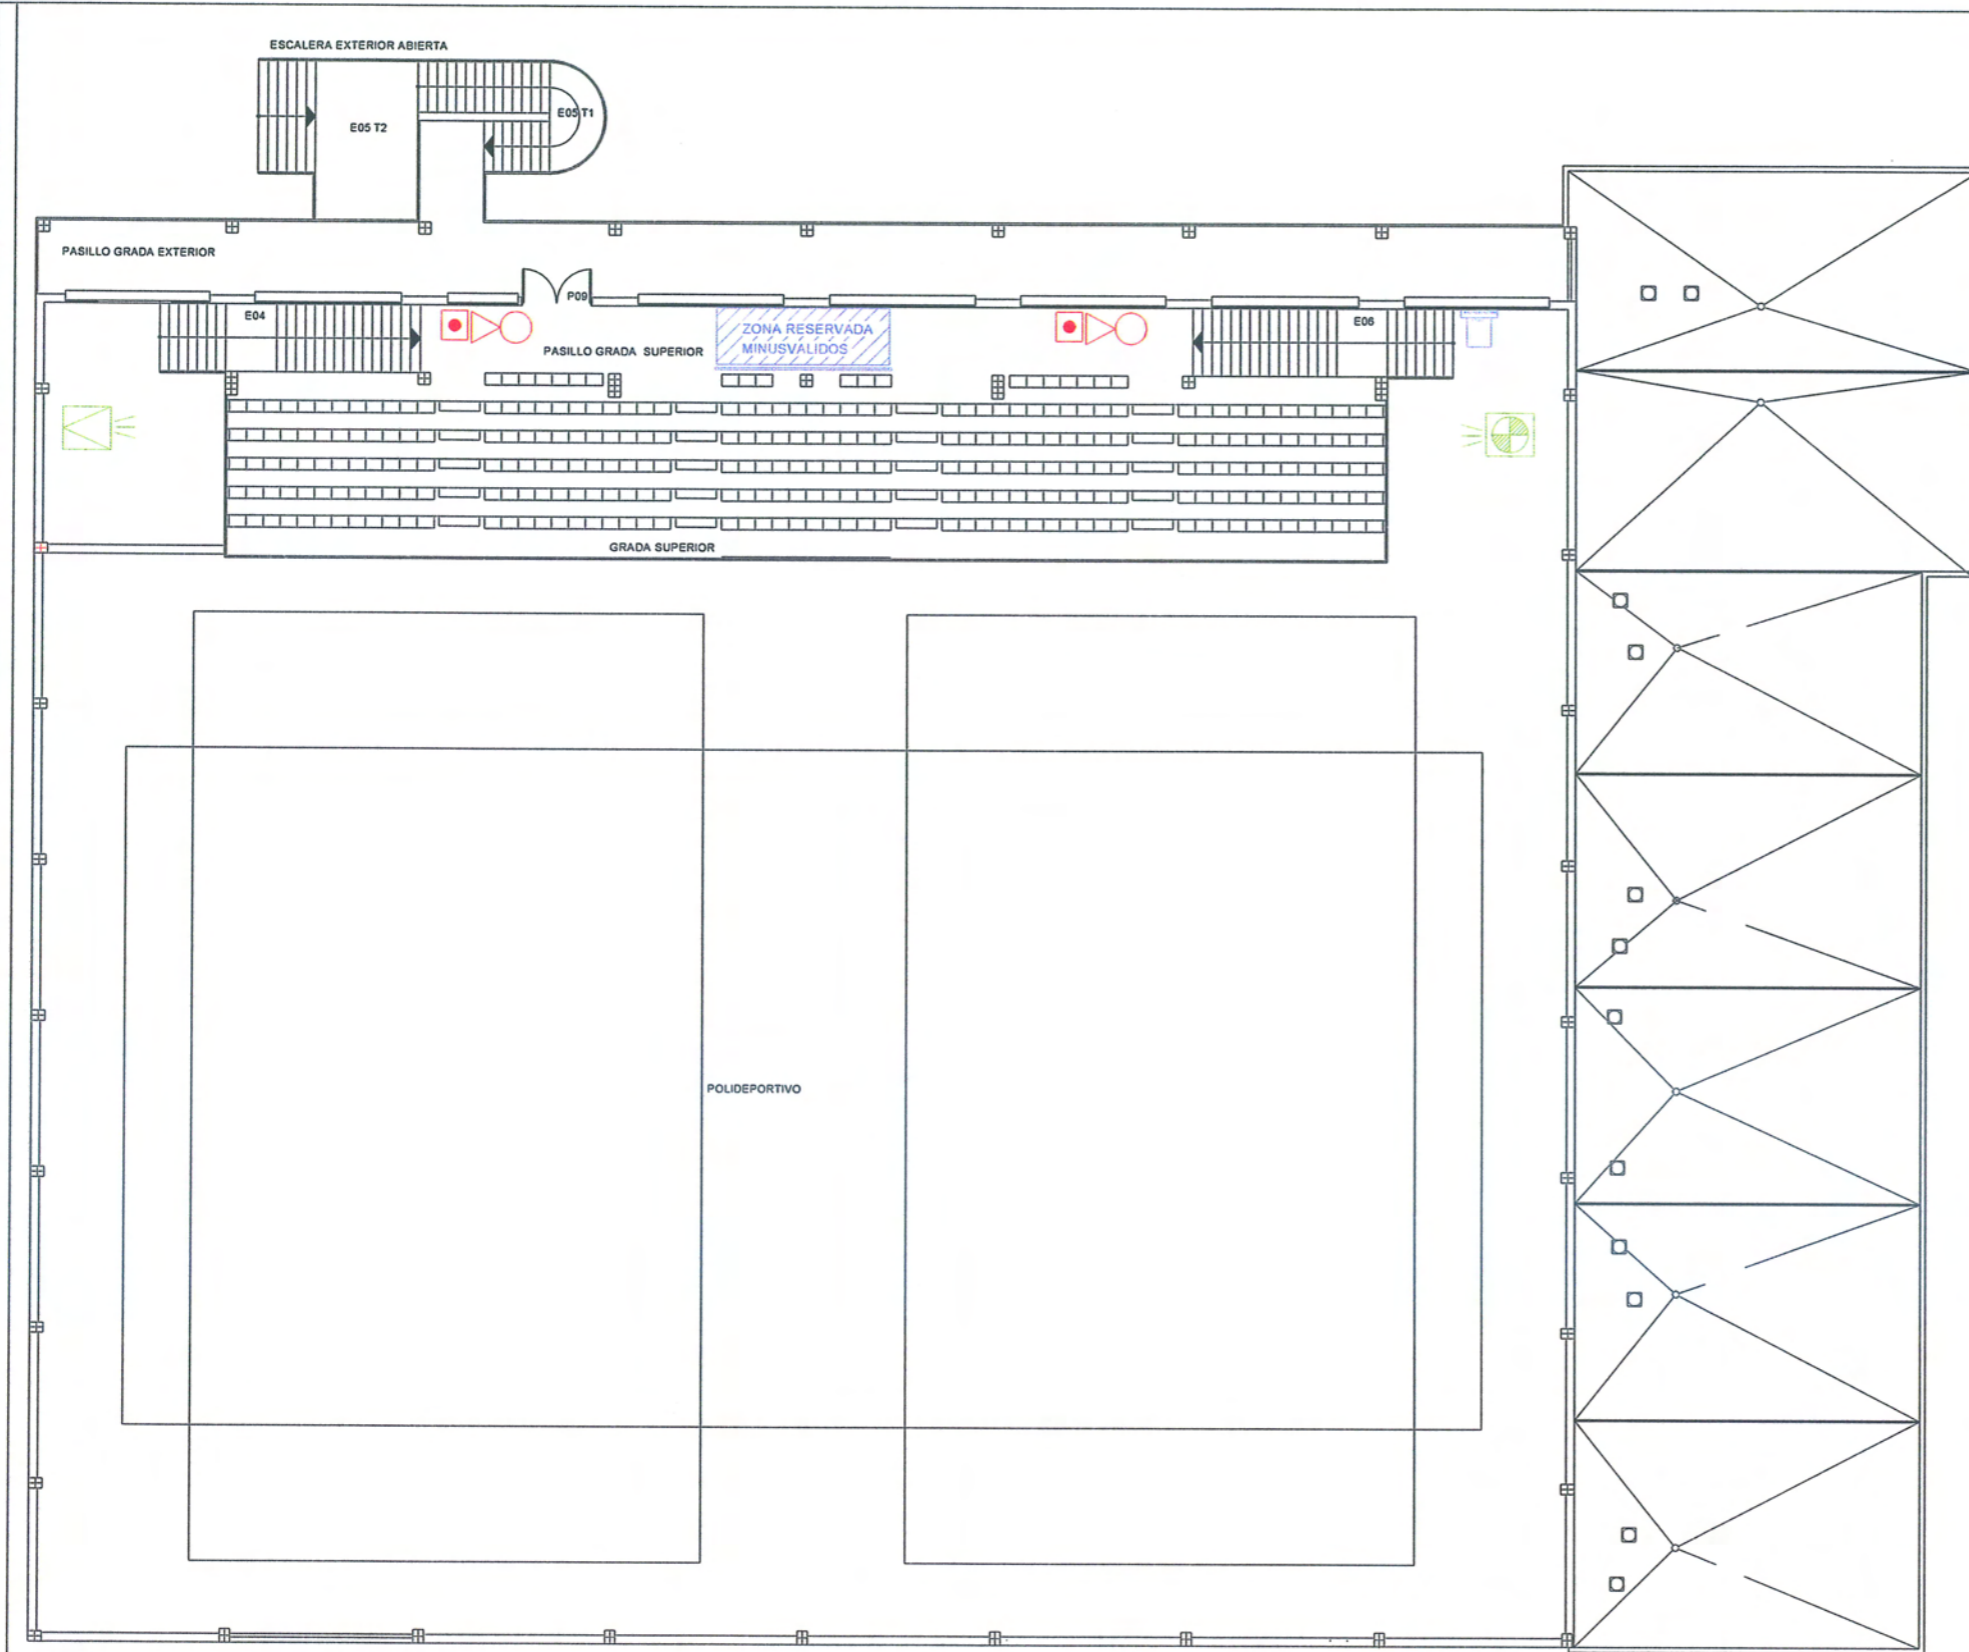 ESCALERA EXTERIOR ABIERTA
E05 T2
E05 T1
PASILLO GRADA EXTERIOR
P09
E04
E06
ZONA RESERVADA
MINUSVALIDOS
PASILLO GRADA SUPERIOR
GRADA SUPERIOR
POLIDEPORTIVO